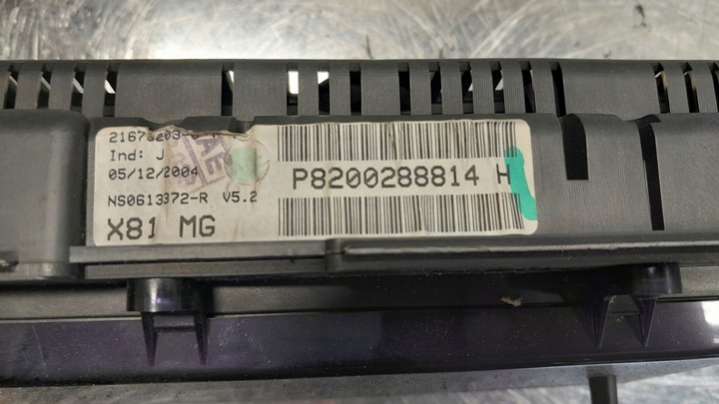 Ind: J
05/12/2004
NS0613372-R V5.2
X81 MG
P8200288814 H